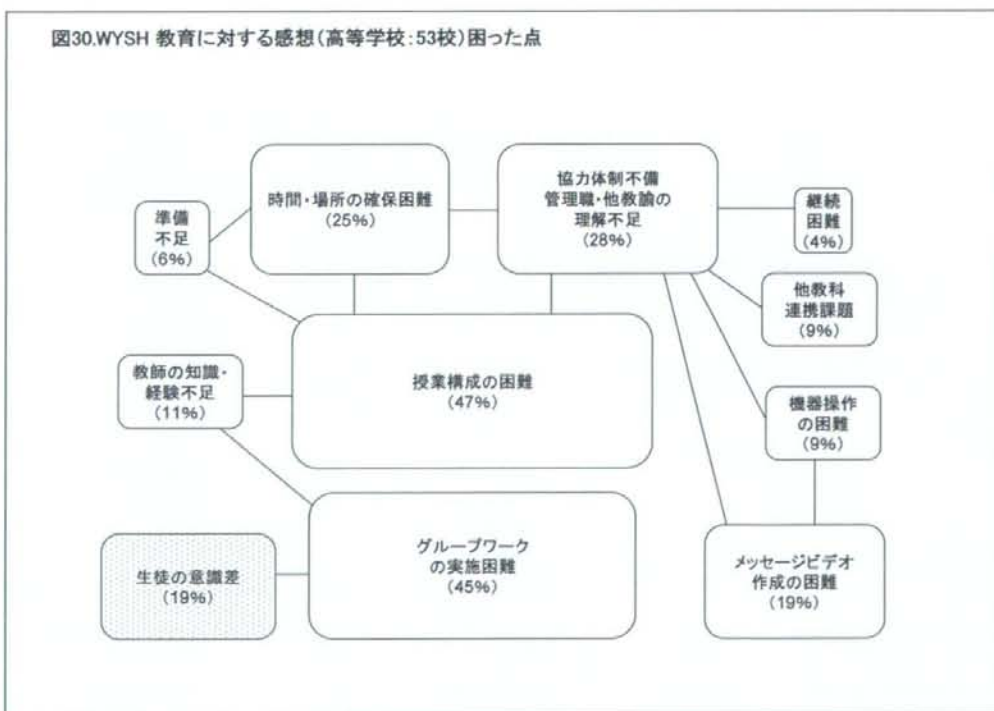 図30.WYSH 教育に対する感想(高等学校:53校)困った点
時間・場所の確保困難
(25%)
協力体制不備
管理職・他教諭の
理解不足
(28%)
継続
困難
(4%)
準備
不足
(6%)
他教科
連携課題
(9%)
授業構成の困難
(47%)
教師の知識・
経験不足
(11%)
機器操作
の困難
(9%)
グループワーク
の実施困難
(45%)
生徒の意識差
(19%)
メッセージビデオ
作成の困難
(19%)